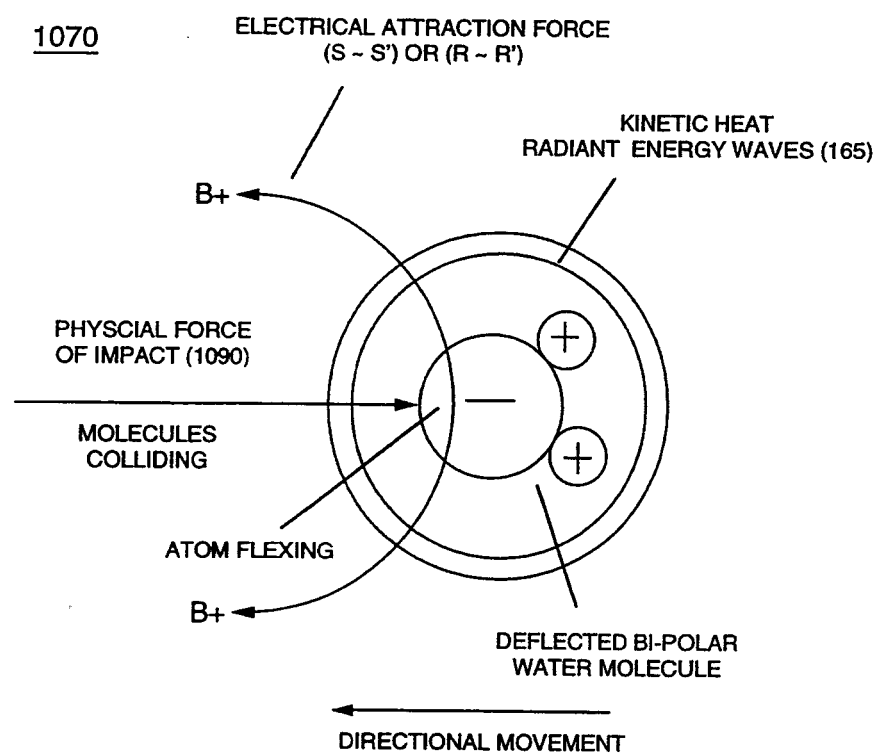 1070
ELECTRICAL ATTRACTION FORCE
(S ~ S') OR (R ~ R')
KINETIC HEAT
RADIANT ENERGY WAVES (165)
B+
PHYSCIAL FORCE
OF IMPACT (1090)
MOLECULES
COLLIDING
ATOM FLEXING
B+
DEFLECTED BI-POLAR
WATER MOLECULE
DIRECTIONAL MOVEMENT